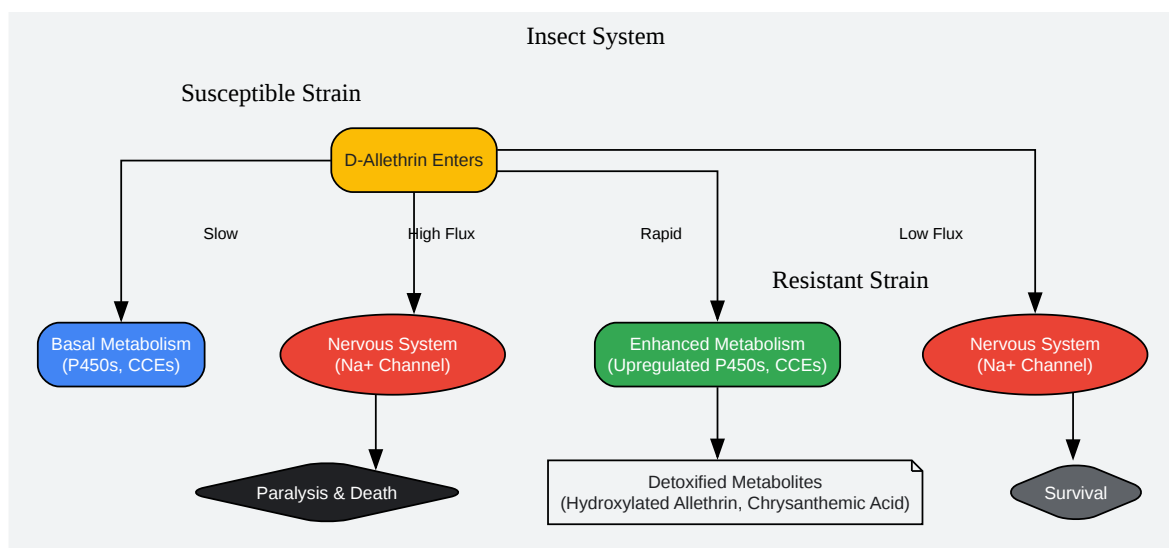 Insect System
Susceptible Strain
D-Allethrin Enters
Slow
High Flux
Rapid
Low Flux
Resistant Strain
Basal Metabolism
(P450s, CCEs)
Nervous System
(Na+ Channel)
Enhanced Metabolism
(Upregulated P450s, CCEs)
Nervous System
(Na+ Channel)
Paralysis & Death
Detoxified Metabolites
(Hydroxylated Allethrin, Chrysanthemic Acid)
Survival